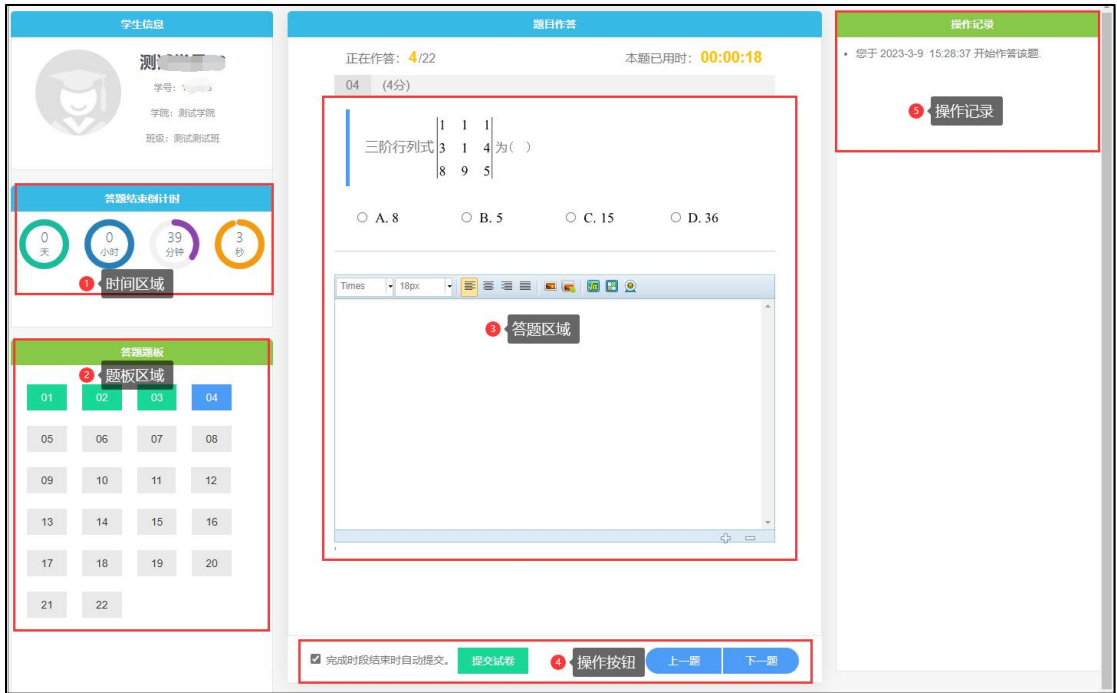 学生信息
测
学号：
学院：测试学院
班级：测试测试班
答题结束倒计时
0 0 39 3
天 小时 分钟 秒
1 时间区域
答题题板
2 题板区域
01 02 03 04
05 06 07 08
09 10 11 12
13 14 15 16
17 18 19 20
21 22
题目作答
正在作答：4/22 本题已用时：00:00:18
04 (4分)
1 1 1
三阶行列式 3 1 4 为( )
8 9 5
A. 8 B. 5 C. 15 D. 36
Times 18px
3 答题区域
完成时段结束时自动提交。 提交试卷 4 操作按钮 上一题 下一题
操作记录
• 您于 2023-3-9 15:28:37 开始作答该题.
5 操作记录